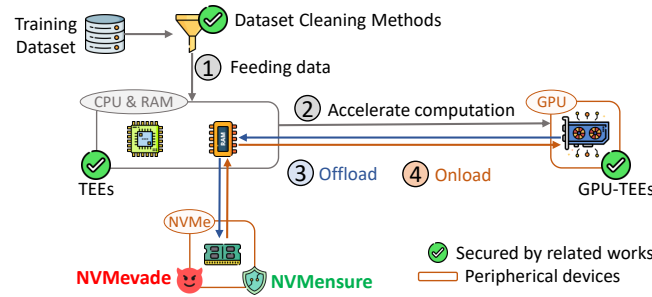 Training
Dataset
Dataset Cleaning Methods
1 Feeding data
CPU & RAM
2 Accelerate computation
GPU
RAM
TEEs
3 Offload
4 Onload
GPU-TEEs
NVMe
NVMevade
NVMensure
Secured by related works
Peripherical devices